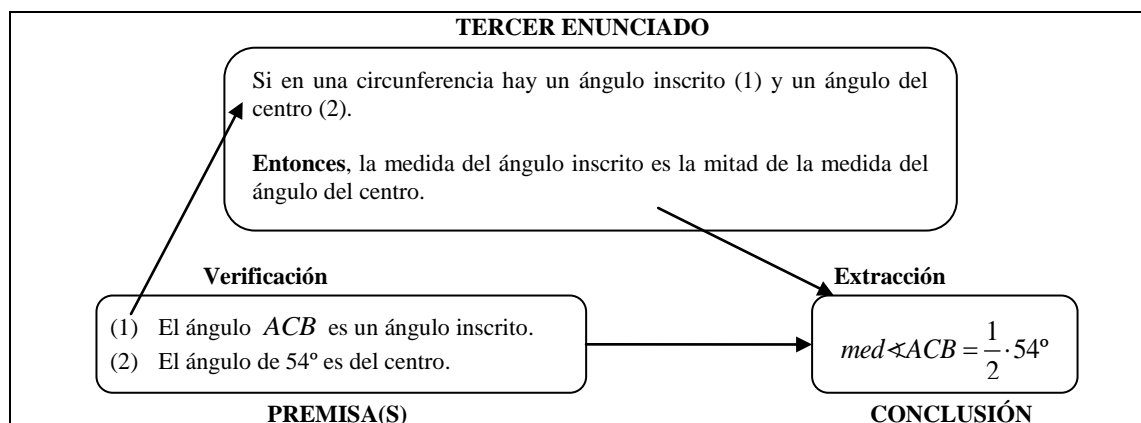 TERCER ENUNCIADO
Si en una circunferencia hay un ángulo inscrito (1) y un ángulo del
centro (2).
Entonces, la medida del ángulo inscrito es la mitad de la medida del
ángulo del centro.
Verificación
Extracción
(1) El ángulo ACB es un ángulo inscrito.
(2) El ángulo de 54º es del centro.
med∢ACB = 1/2 · 54º
PREMISA(S)
CONCLUSIÓN